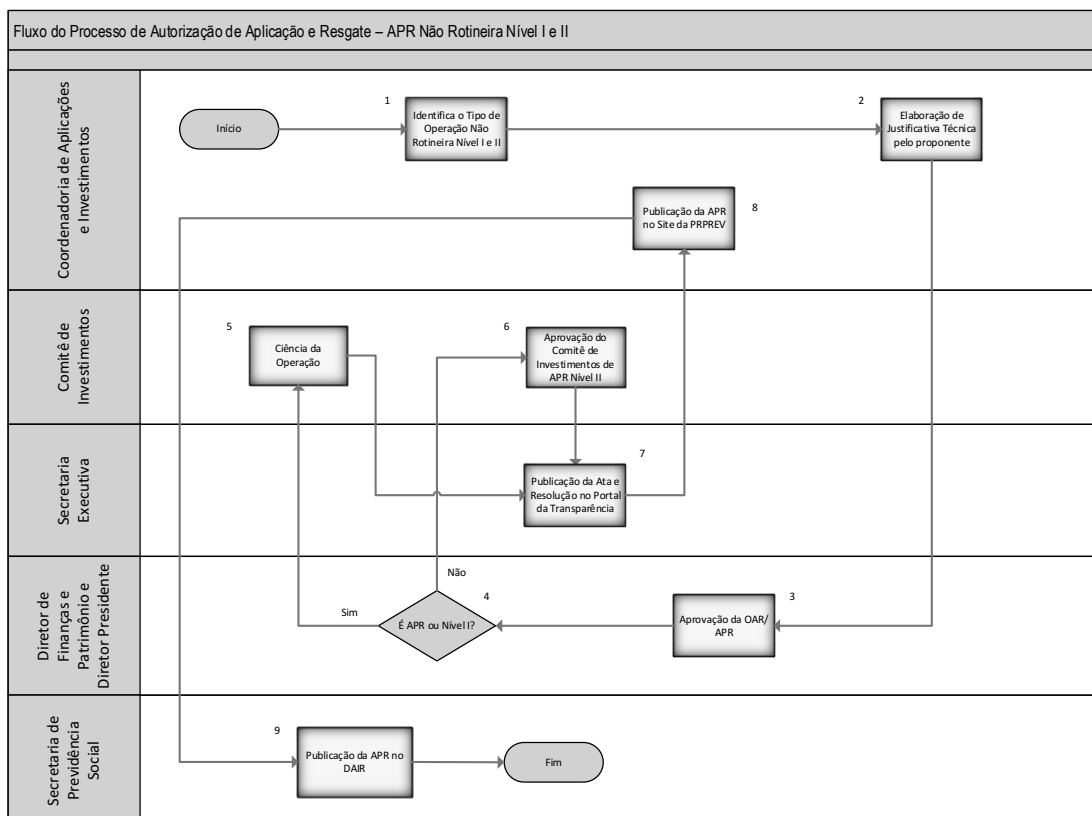 Fluxo do Processo de Autorização de Aplicação e Resgate – APR Não Rotineira Nível I e II
Coordenadoria de Aplicações
e Investimentos
Início
1
Identifica o Tipo de
Operação Não
Rotineira Nível I e II
2
Elaboração de
Justificativa Técnica
pelo proponente
Publicação da APR
no Site da PRPREV
8
Comitê de
Investimentos
5
Ciência da
Operação
6
Aprovação do
Comitê de
Investimentos de
APR Nível II
Secretaria
Executiva
7
Publicação da Ata e
Resolução no Portal
da Transparência
Diretor de
Finanças e
Patrimônio e
Diretor Presidente
Não
Sim
4
É APR ou Nível I?
3
Aprovação da OAR/
APR
Secretaria de
Previdência
Social
9
Publicação da APR no
DAIR
Fim